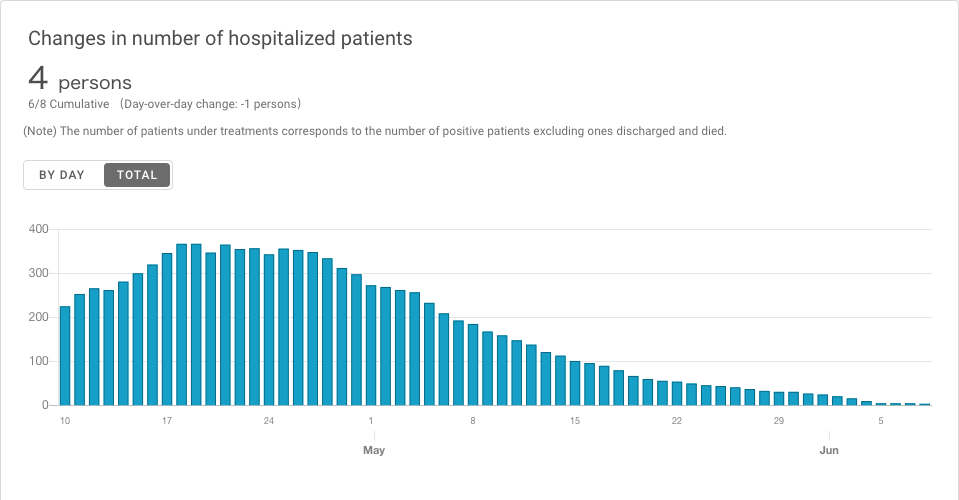 Changes in number of hospitalized patients
4 persons
6/8 Cumulative （Day-over-day change: -1 persons）
(Note) The number of patients under treatments corresponds to the number of positive patients excluding ones discharged and died.
BY DAY TOTAL
400
300
200
100
0
10 17 24 1 8 15 22 29 5
May Jun